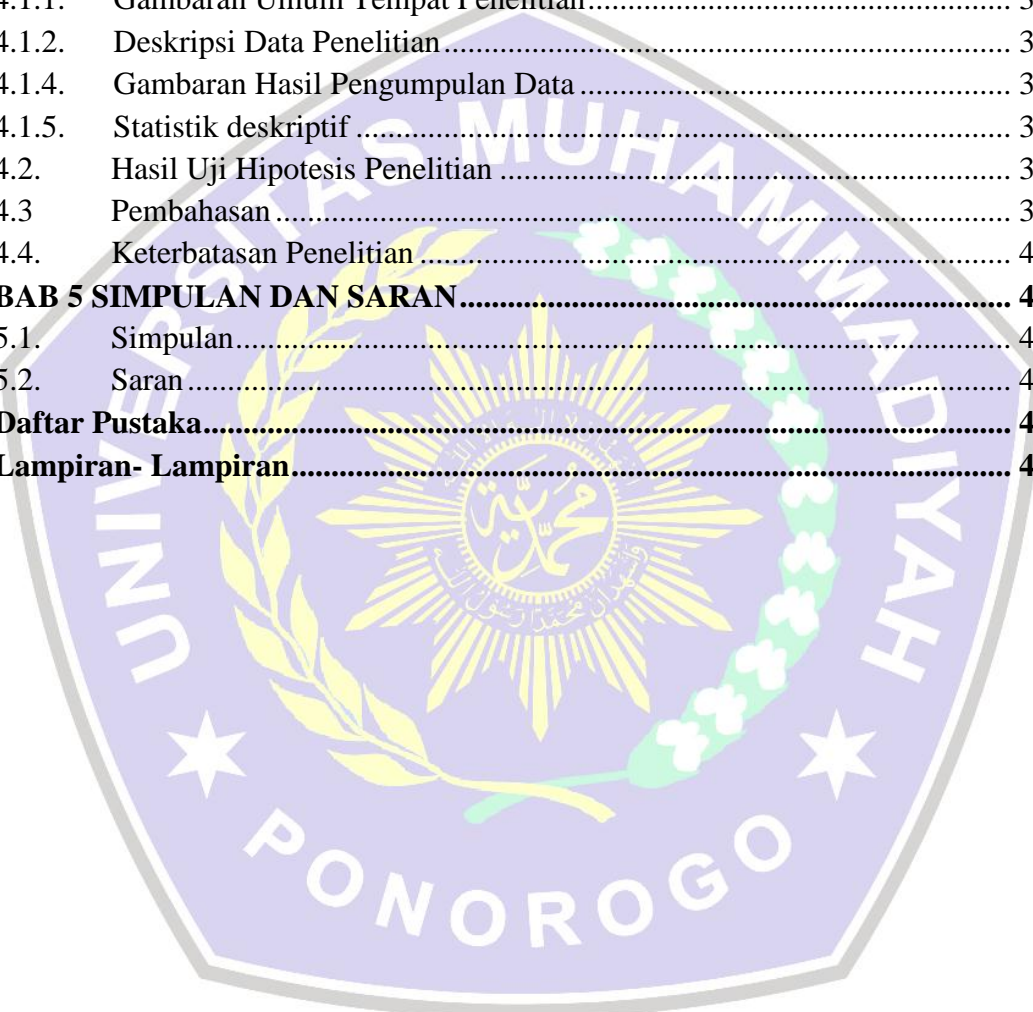 4.1.1. Gambaran Umum Tempat Penelitian 3
4.1.2. Deskripsi Data Penelitian 3
4.1.4. Gambaran Hasil Pengumpulan Data 3
4.1.5. Statistik deskriptif 3
4.2. Hasil Uji Hipotesis Penelitian 3
4.3 Pembahasan 3
4.4. Keterbatasan Penelitian 4
BAB 5 SIMPULAN DAN SARAN 4
5.1. Simpulan 4
5.2. Saran 4
Daftar Pustaka 4
Lampiran- Lampiran 4
UNIVERSITAS MUHAMMADIYAH
PONOROGO
محمدية